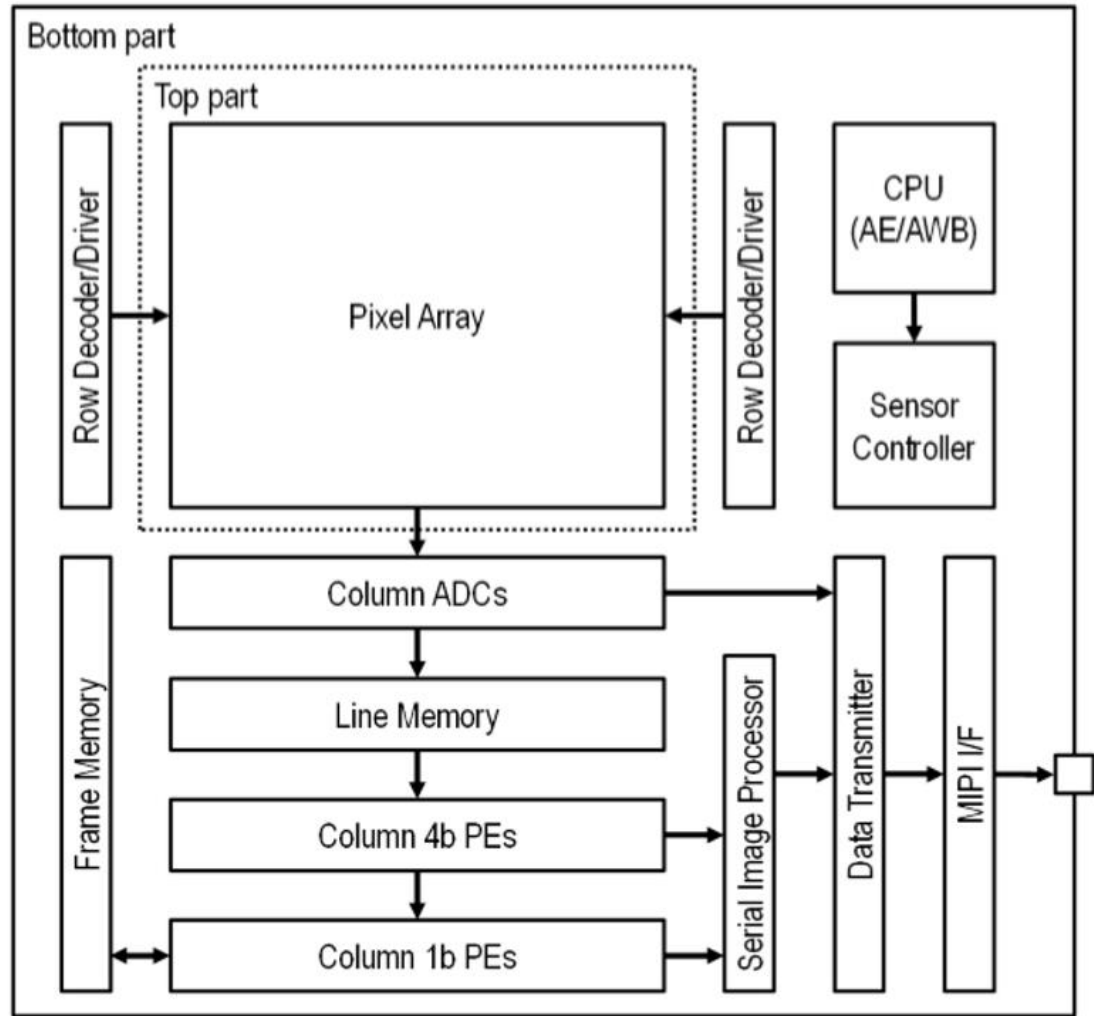 Bottom part
Top part
Row Decoder/Driver
Pixel Array
Row Decoder/Driver
CPU
(AE/AWB)
Sensor
Controller
Frame Memory
Column ADCs
Line Memory
Column 4b PEs
Column 1b PEs
Serial Image Processor
Data Transmitter
MIPI I/F